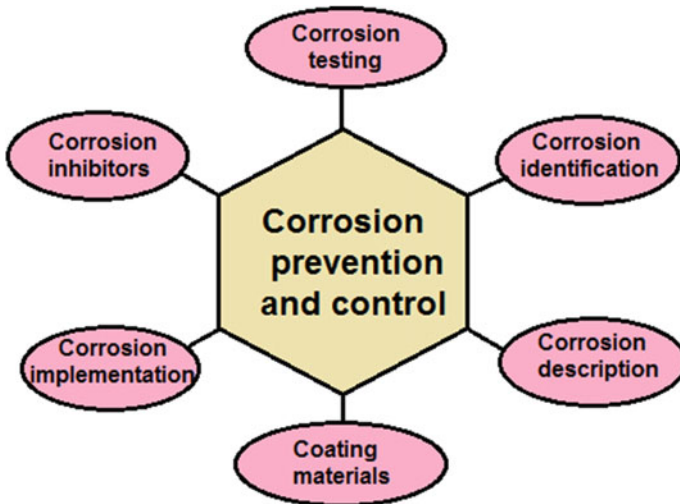 Corrosion
testing
Corrosion
inhibitors
Corrosion
identification
Corrosion
prevention
and control
Corrosion
implementation
Corrosion
description
Coating
materials